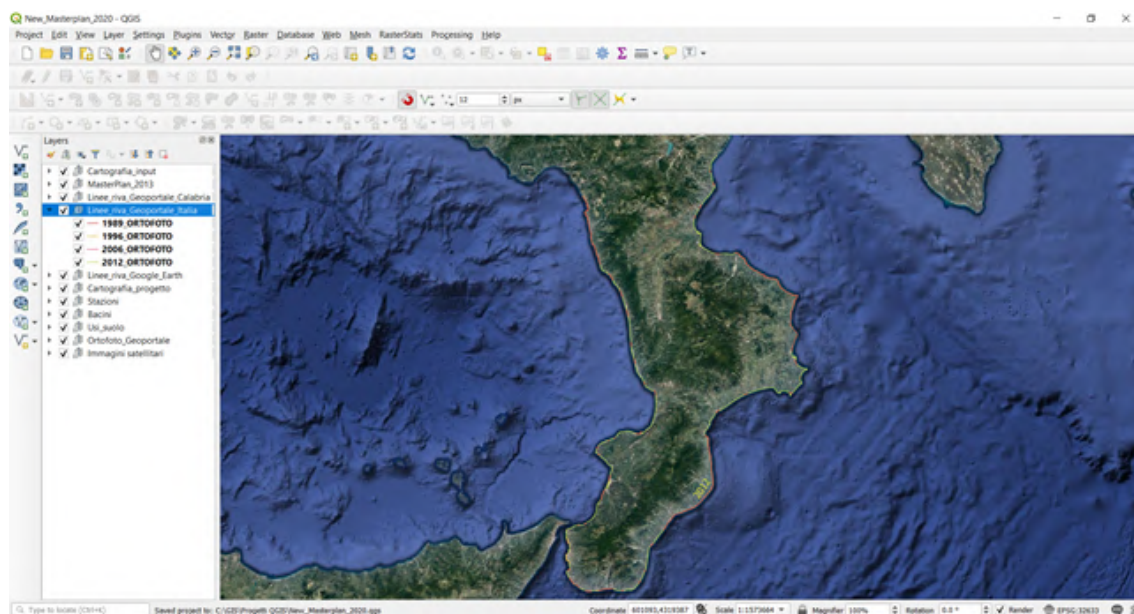 New_Masterplan_2020 - QGIS
Project Edit View Layer Settings Plugins Vector Raster Database Web Mesh RasterStats Processing Help
12 px
Layers
Cartografia_input
MasterPlan_2013
Linee_riva_Geoportale_Calabria
Linee_riva_Geoportale_Italia
1989_ORTOFOTO
1996_ORTOFOTO
2006_ORTOFOTO
2012_ORTOFOTO
Linee_riva_Google_Earth
Cartografia_progetto
Stazioni
Bacini
Usi_suolo
Ortofoto_Geoportale
Immagini satellitari
2012
Type to locate (Ctrl+K) Saved project to: C:\GIS\Progetti QGIS\New_Masterplan_2020.qgs Coordinate 601093,4319387 Scale 1:1573664 Magnifier 100% Rotation 0.0 ° Render EPSG:32633